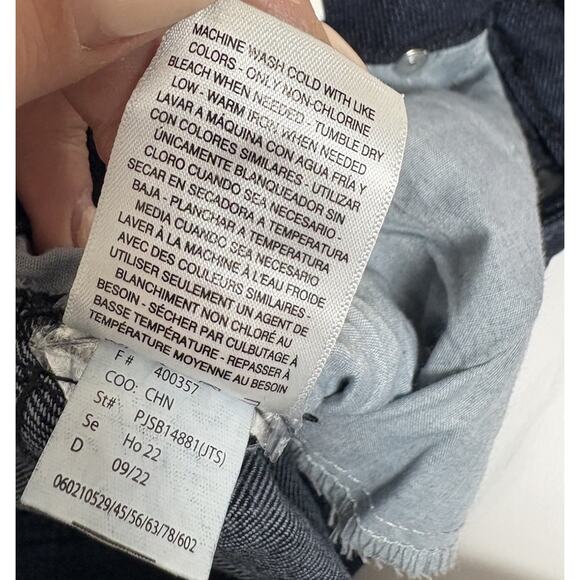 MACHINE WASH COLD WITH LIKE
COLORS - ONLY NON-CHLORINE
BLEACH WHEN NEEDED - TUMBLE DRY
LOW - WARM IRON WHEN NEEDED
LAVAR Á MAQUINA CON AGUA FRIA Y
CON COLORES SIMILARES - UTILIZAR
ÚNICAMENTE BLANQUEADOR SIN
CLORO CUANDO SEA NECESARIO -
SECAR EN SECADORA A TEMPERATURA
BAJA - PLANCHAR A TEMPERATURA
MEDIA CUANDO SEA NECESARIO
LAVER À LA MACHINE À L'EAU FROIDE
AVEC DES COULEURS SIMILAIRES -
UTILISER SEULEMENT UN AGENT DE
BLANCHIMENT NON CHLORÉ AU
BESOIN - SÉCHER PAR CULBUTAGE À
BASSE TEMPÉRATURE - REPASSER À
TEMPÉRATURE MOYENNE AU BESOIN
F# 400357
COO: CHN
St# PJSB14881(JTS)
Se Ho 22
D 09/22
060210529/45/56/63/78/602